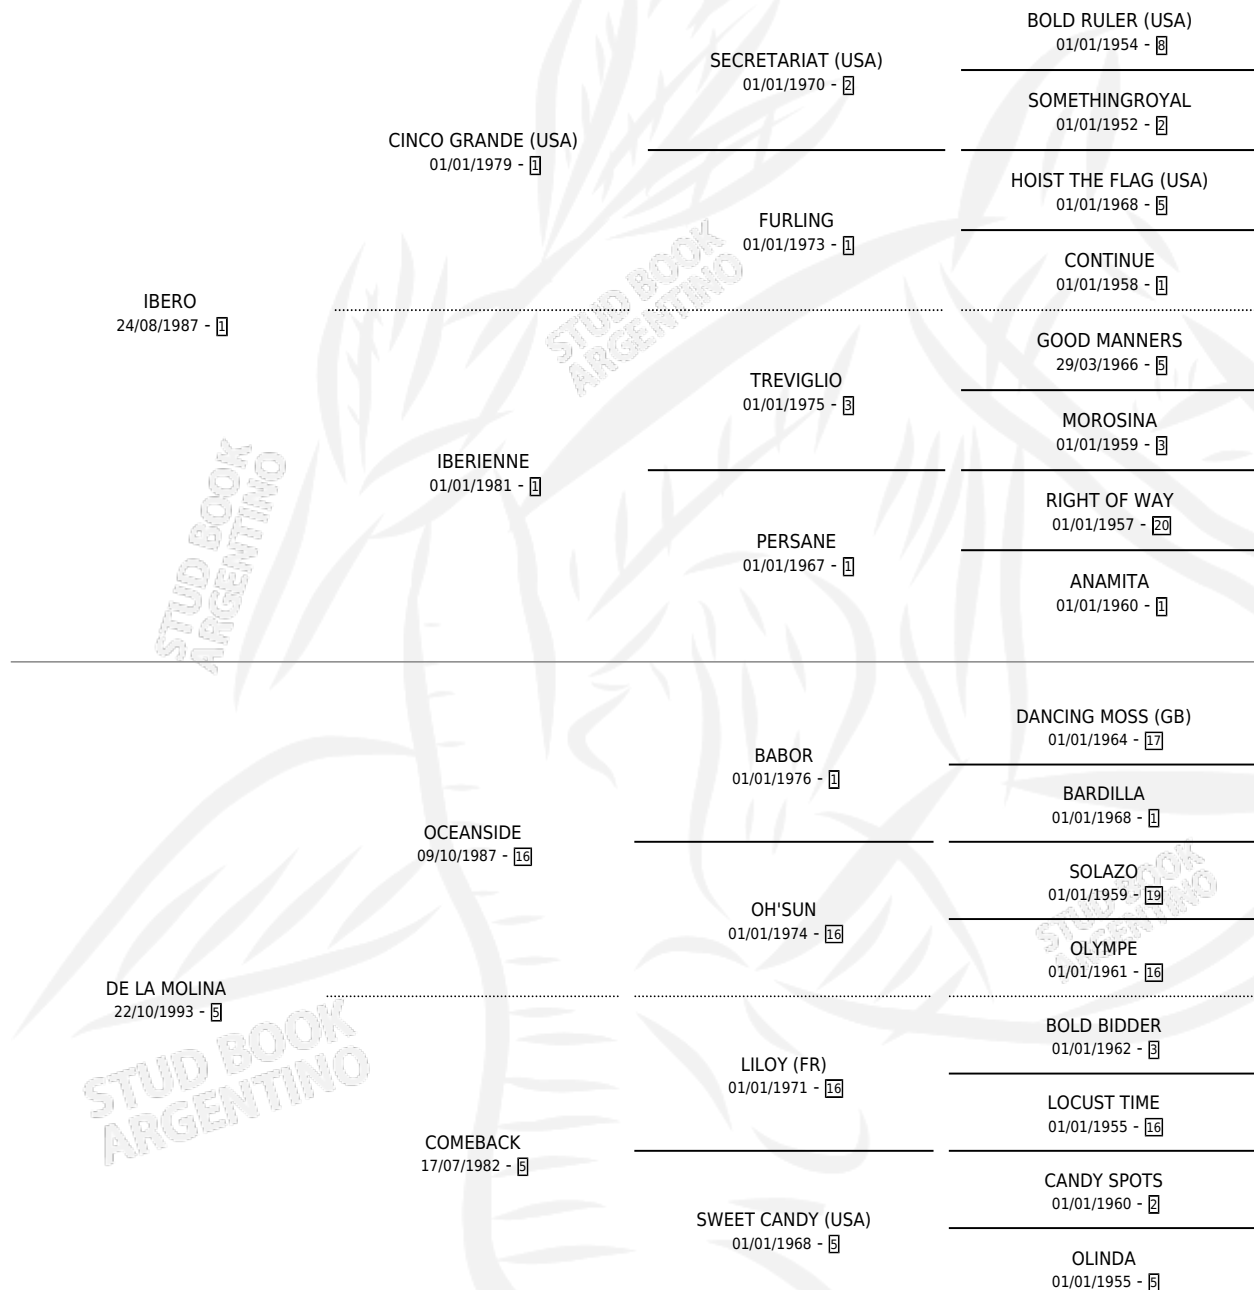 BOLD RULER (USA)
01/01/1954 - 8
SECRETARIAT (USA)
01/01/1970 - 2
SOMETHINGROYAL
01/01/1952 - 2
CINCO GRANDE (USA)
01/01/1979 - 1
HOIST THE FLAG (USA)
01/01/1968 - 5
FURLING
01/01/1973 - 1
CONTINUE
01/01/1958 - 1
IBERO
24/08/1987 - 1
GOOD MANNERS
29/03/1966 - 5
TREVIGLIO
01/01/1975 - 3
MOROSINA
01/01/1959 - 3
IBERIENNE
01/01/1981 - 1
RIGHT OF WAY
01/01/1957 - 20
PERSANE
01/01/1967 - 1
ANAMITA
01/01/1960 - 1
DANCING MOSS (GB)
01/01/1964 - 17
BABOR
01/01/1976 - 1
BARDILLA
01/01/1968 - 1
OCEANSIDE
09/10/1987 - 16
SOLAZO
01/01/1959 - 19
OH'SUN
01/01/1974 - 16
OLYMPE
01/01/1961 - 16
DE LA MOLINA
22/10/1993 - 5
BOLD BIDDER
01/01/1962 - 3
LILOY (FR)
01/01/1971 - 16
LOCUST TIME
01/01/1955 - 16
COMEBACK
17/07/1982 - 5
CANDY SPOTS
01/01/1960 - 2
SWEET CANDY (USA)
01/01/1968 - 5
OLINDA
01/01/1955 - 5
STUD BOOK
ARGENTINO
STUD BOOK
ARGENTINO
STUD BOOK
ARGENTINO
STUD BOOK
ARGENTINO